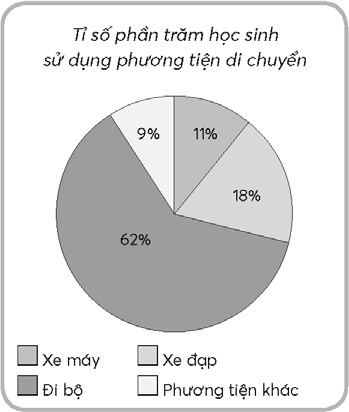 Tỉ số phần trăm học sinh
sử dụng phương tiện di chuyển
9%
11%
18%
62%
Xe máy
Xe đạp
Đi bộ
Phương tiện khác